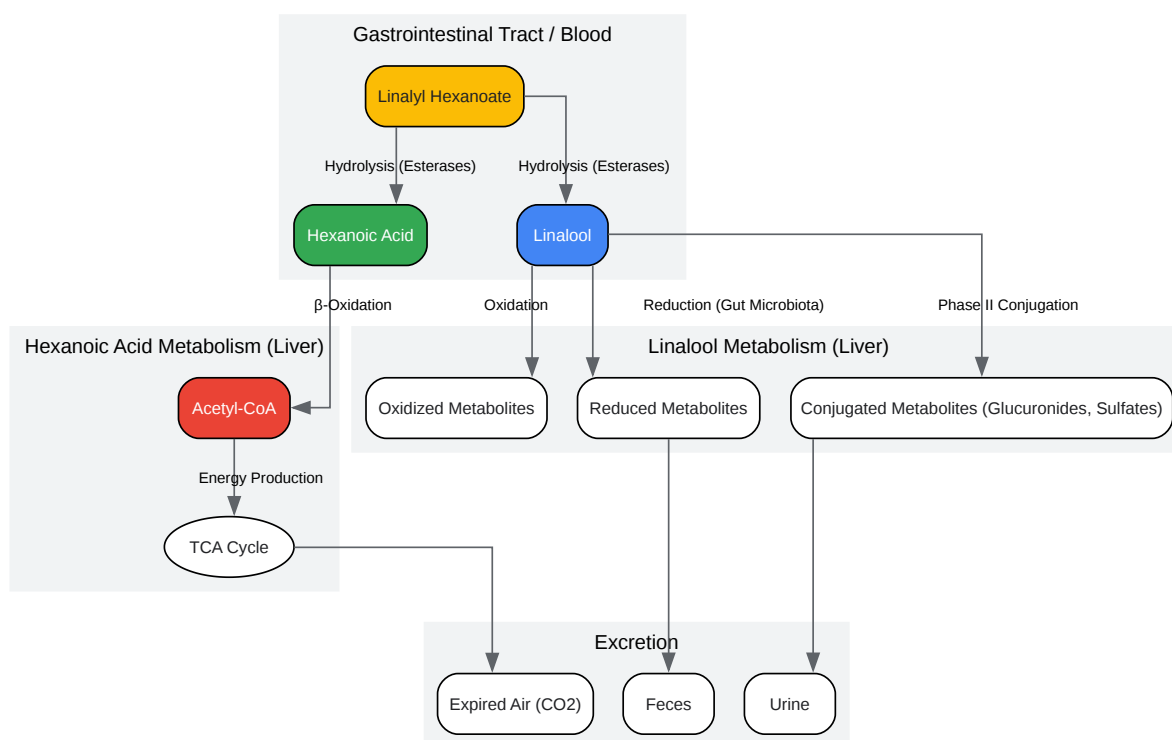 Gastrointestinal Tract / Blood
Linalyl Hexanoate
Hydrolysis (Esterases)
Hydrolysis (Esterases)
Hexanoic Acid
Linalool
β-Oxidation
Oxidation
Reduction (Gut Microbiota)
Phase II Conjugation
Hexanoic Acid Metabolism (Liver)
Linalool Metabolism (Liver)
Acetyl-CoA
Oxidized Metabolites
Reduced Metabolites
Conjugated Metabolites (Glucuronides, Sulfates)
Energy Production
TCA Cycle
Excretion
Expired Air (CO2)
Feces
Urine